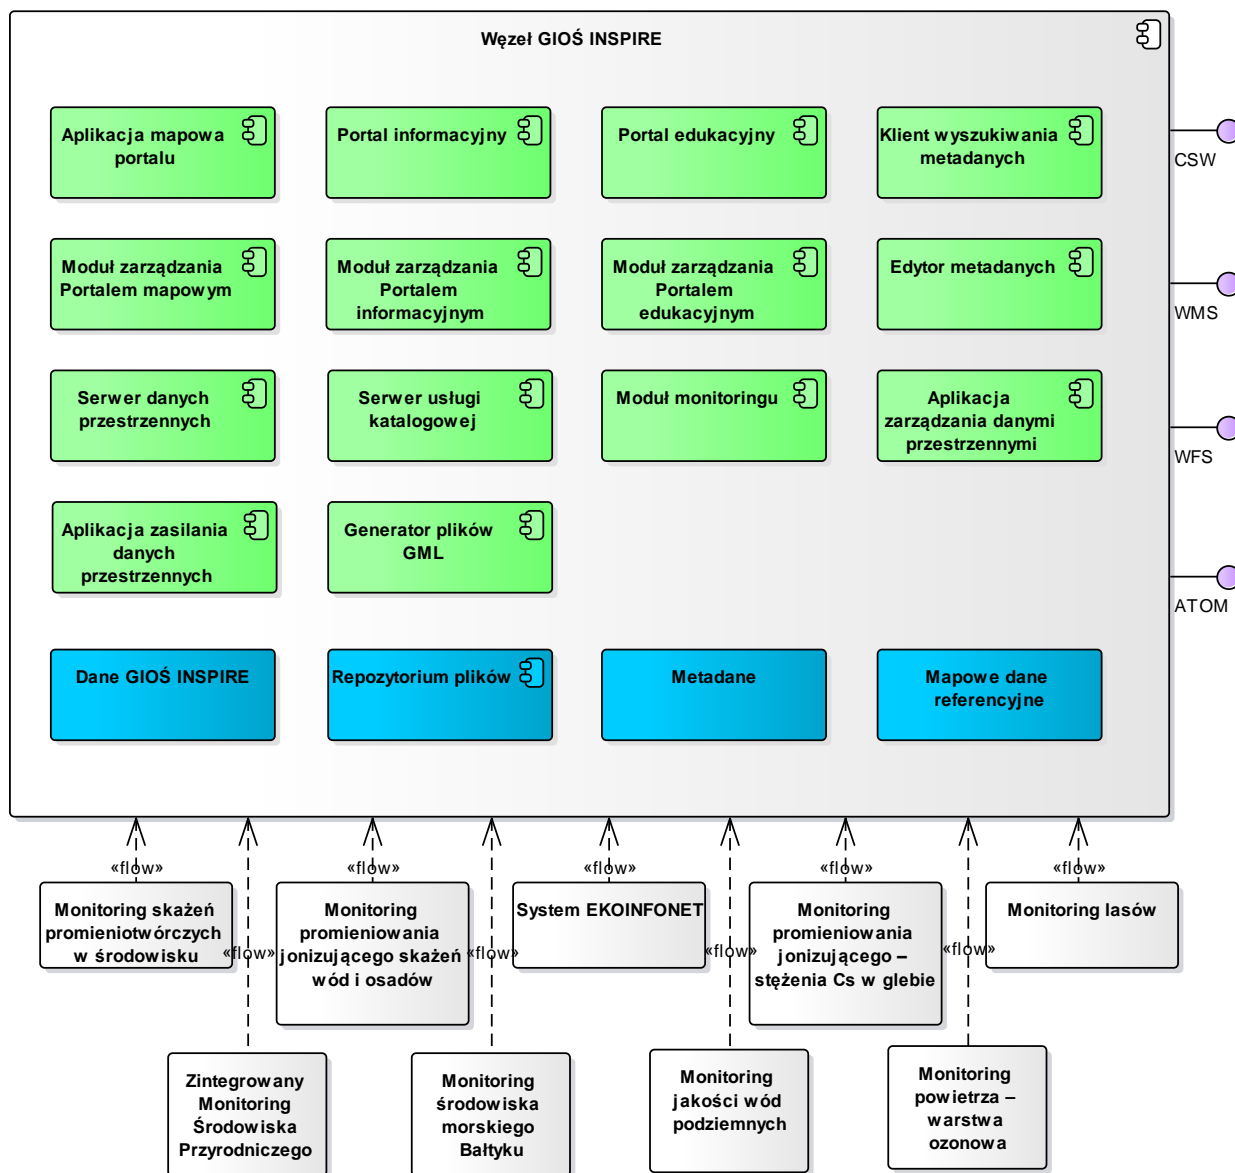 Węzeł GIOŚ INSPIRE
Aplikacja mapowa
portalu
Portal informacyjny
Portal edukacyjny
Klient wyszukiwania
metadanych
CSW
Moduł zarządzania
Portalem mapowym
Moduł zarządzania
Portalem
informacyjnym
Moduł zarządzania
Portalem
edukacyjnym
Edytor metadanych
WMS
Serwer danych
przestrzennych
Serwer usługi
katalogowej
Moduł monitoringu
Aplikacja
zarządzania danymi
przestrzennymi
WFS
Aplikacja zasilania
danych
przestrzennych
Generator plików
GML
ATOM
Dane GIOŚ INSPIRE
Repozytorium plików
Metadane
Mapowe dane
referencyjne
«flow»
«flow»
«flow»
«flow»
«flow»
Monitoring skażeń
promieniotwórczych
w środowisku
Monitoring
promieniowania
jonizującego skażeń
wód i osadów
System EKOINFONET
Monitoring
promieniowania
jonizującego –
stężenia Cs w glebie
Monitoring lasów
«flow»
«flow»
«flow»
«flow»
Zintegrowany
Monitoring
Środowiska
Przyrodniczego
Monitoring
środowiska
morskiego
Bałtyku
Monitoring
jakości wód
podziemnych
Monitoring
powietrza –
warstwa
ozonowa